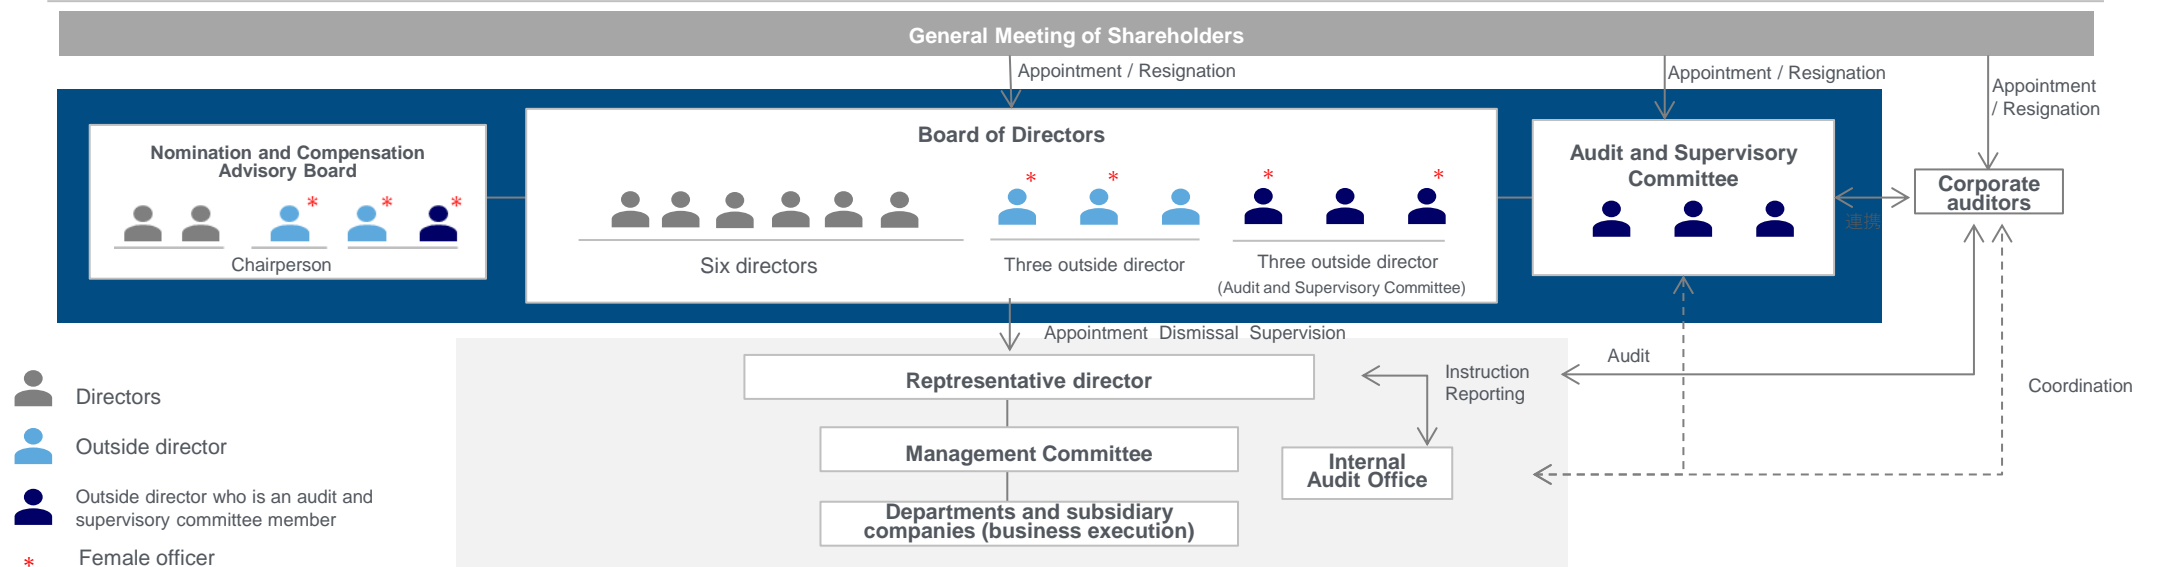 General Meeting of Shareholders
Appointment / Resignation
Appointment / Resignation
Appointment
/ Resignation
Nomination and Compensation
Advisory Board
*
*
*
Chairperson
Board of Directors
*
*
*
*
Six directors
Three outside director
Three outside director
(Audit and Supervisory Committee)
Audit and Supervisory
Committee
連携
Corporate
auditors
Appointment Dismissal Supervision
Reptresentative director
Management Committee
Departments and subsidiary
companies (business execution)
Instruction
Reporting
Internal
Audit Office
Audit
Coordination
Directors
Outside director
Outside director who is an audit and
supervisory committee member
* Female officer